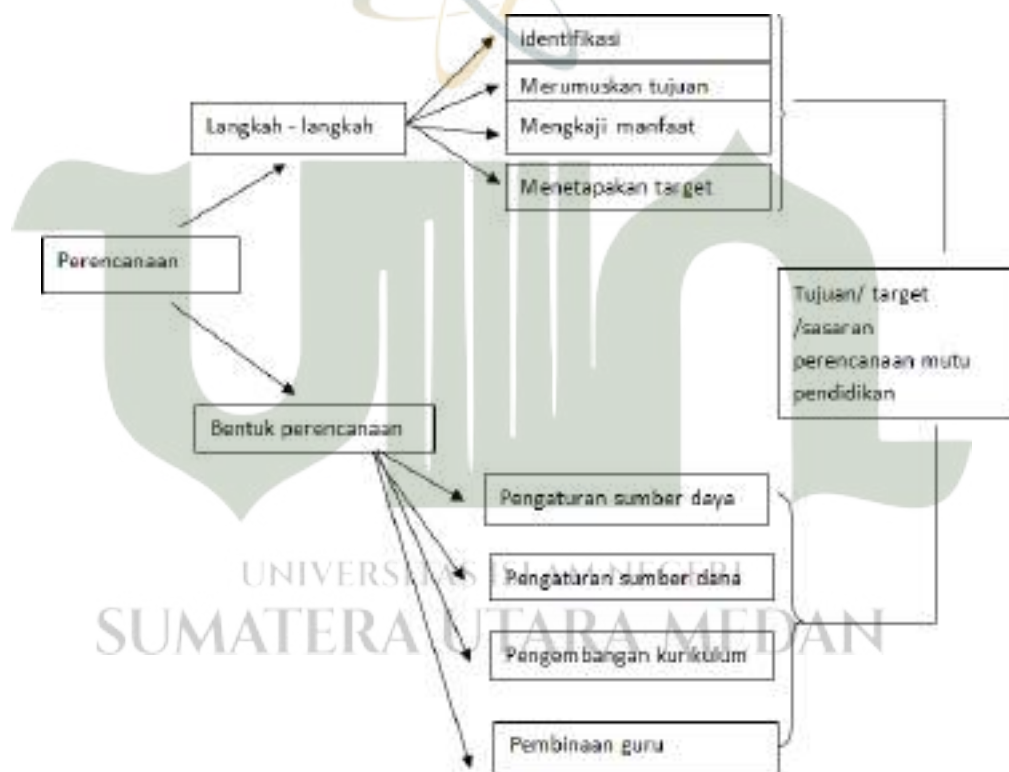 identifikasi
Merumuskan tujuan
Langkah - langkah
Mengkaji manfaat
Menetapakan target
Perencanaan
Tujuan/ target
/sasaran
perencanaan mutu
pendidikan
Bentuk perencanaan
Pengaturan sumber daya
UNIVERSITAS ISLAM NEGERI
Pengaturan sumber dana
SUMATERA UTARA MEDAN
Pengembangan kurikulum
Pembinaan guru